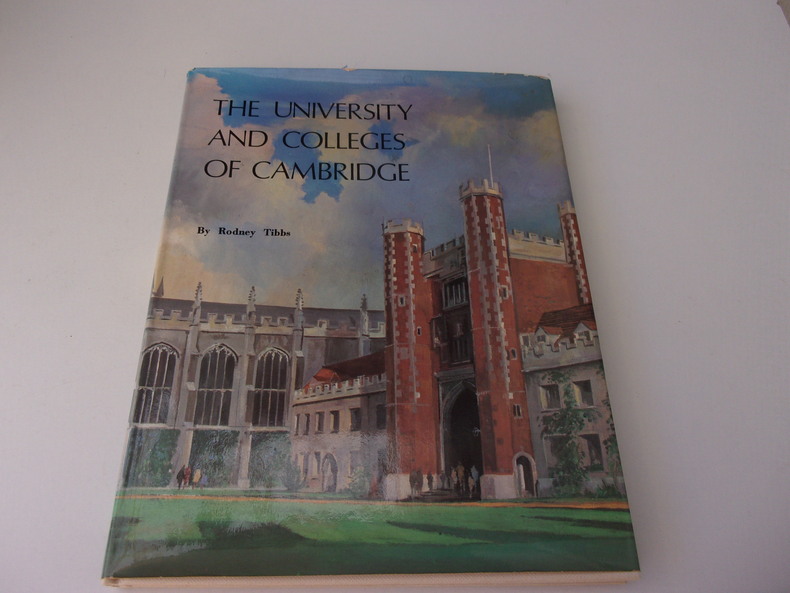 THE UNIVERSITY
AND COLLEGES
OF CAMBRIDGE
By Rodney Tibbs